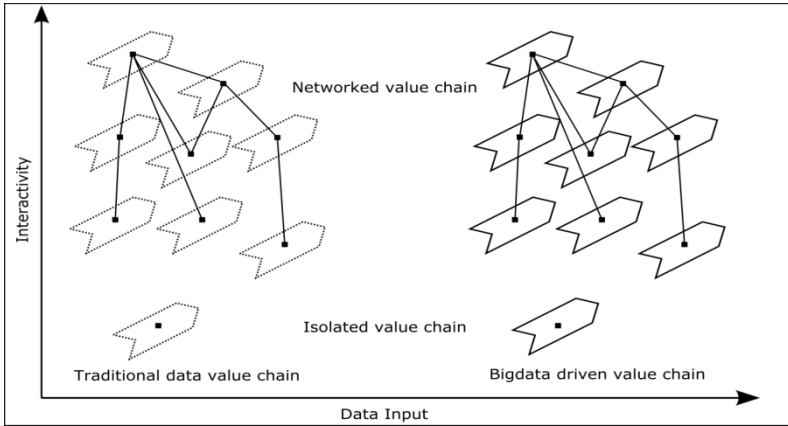 Networked value chain
Interactivity
Isolated value chain
Traditional data value chain
Bigdata driven value chain
Data Input